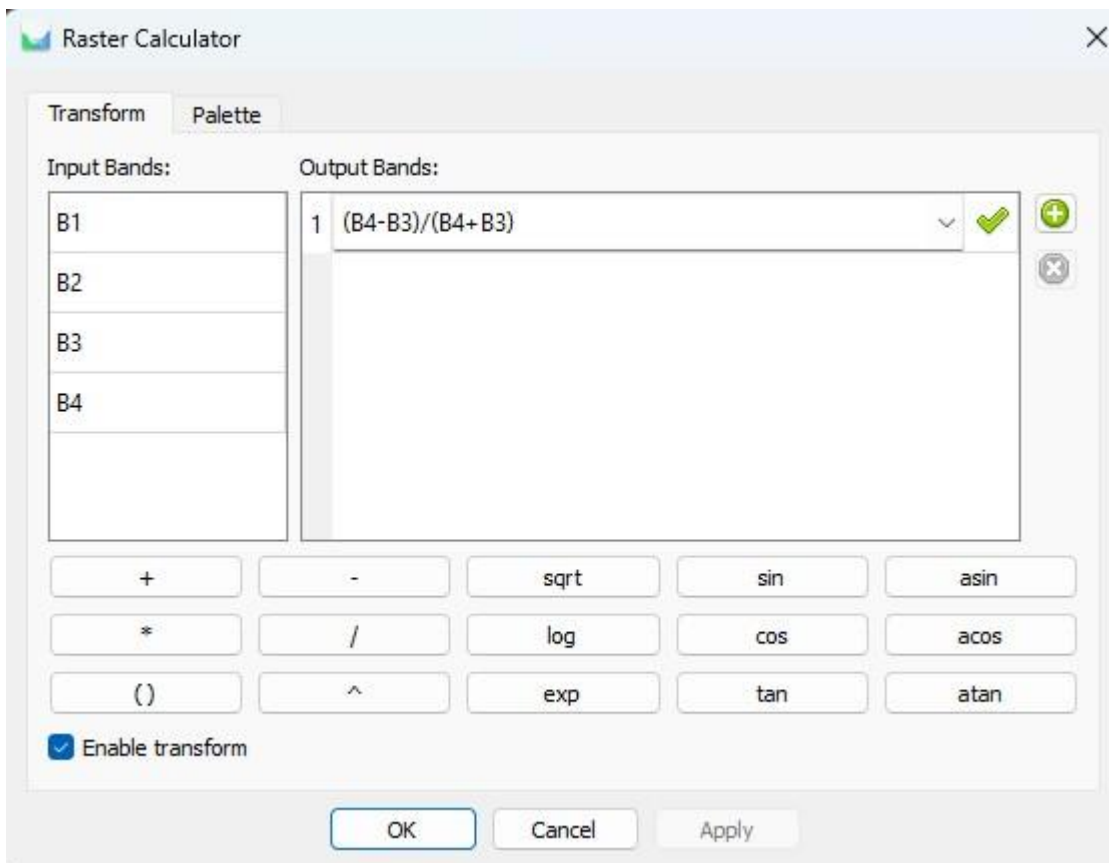 Raster Calculator
Transform Palette
Input Bands: Output Bands:
B1 1 (B4-B3)/(B4+B3)
B2
B3
B4
+ - sqrt sin asin
* / log cos acos
() ^ exp tan atan
Enable transform
OK Cancel Apply